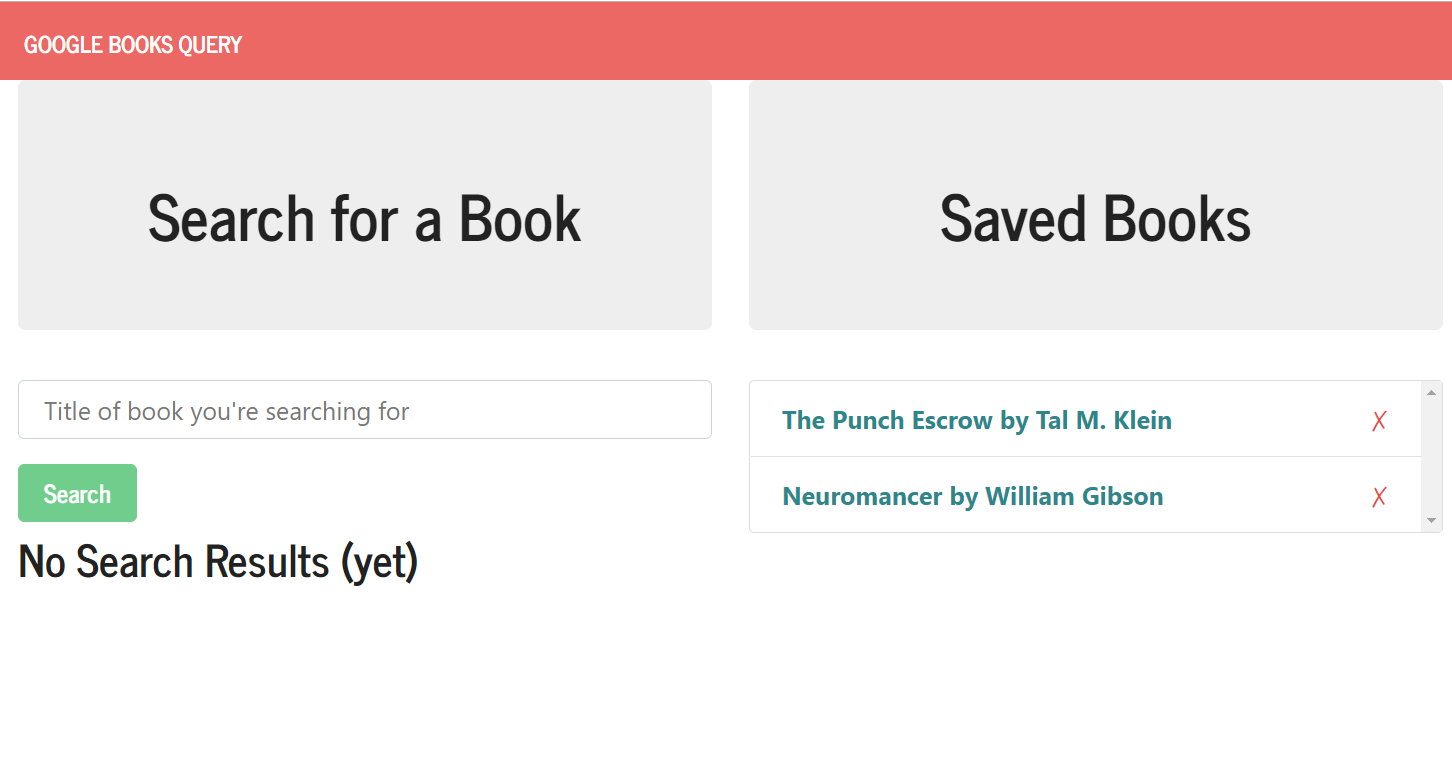 GOOGLE BOOKS QUERY
Search for a Book
Saved Books
Title of book you're searching for
Search
No Search Results (yet)
The Punch Escrow by Tal M. Klein
✗
Neuromancer by William Gibson
✗